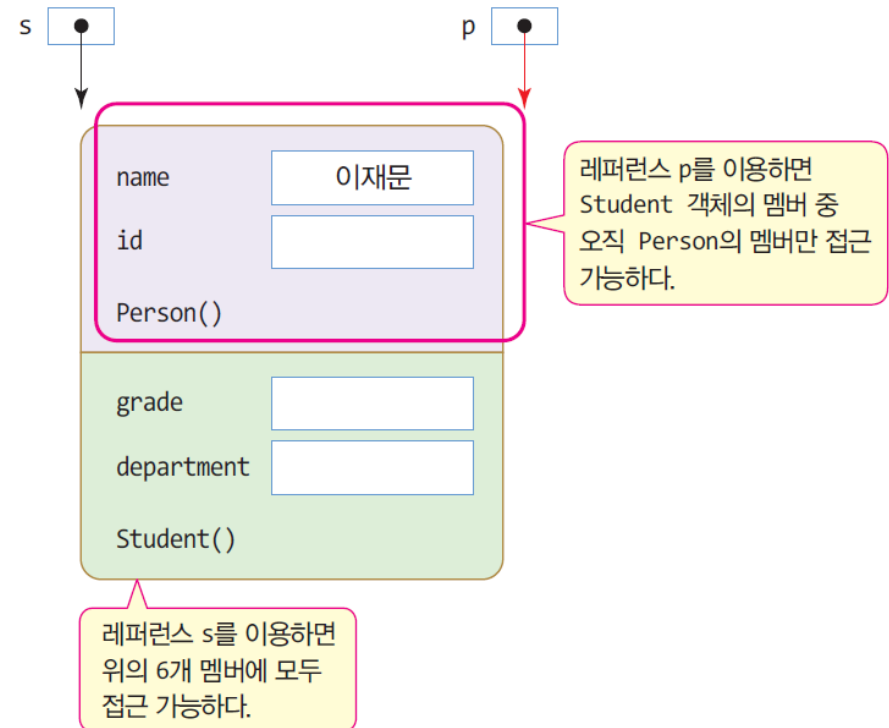 s
p
name 이재문
id
Person()
grade
department
Student()
레퍼런스 p를 이용하면
Student 객체의 멤버 중
오직 Person의 멤버만 접근
가능하다.
레퍼런스 s를 이용하면
위의 6개 멤버에 모두
접근 가능하다.